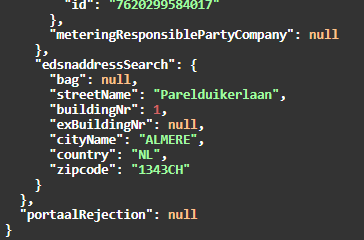 "id": "7620299584017"
},
"meteringResponsiblePartyCompany": null
},
"edsnaddressSearch": {
"bag": null,
"streetName": "Parelduikerlaan",
"buildingNr": 1,
"exBuildingNr": null,
"cityName": "ALMERE",
"country": "NL",
"zipcode": "1343CH"
}
},
"portaalRejection": null
}